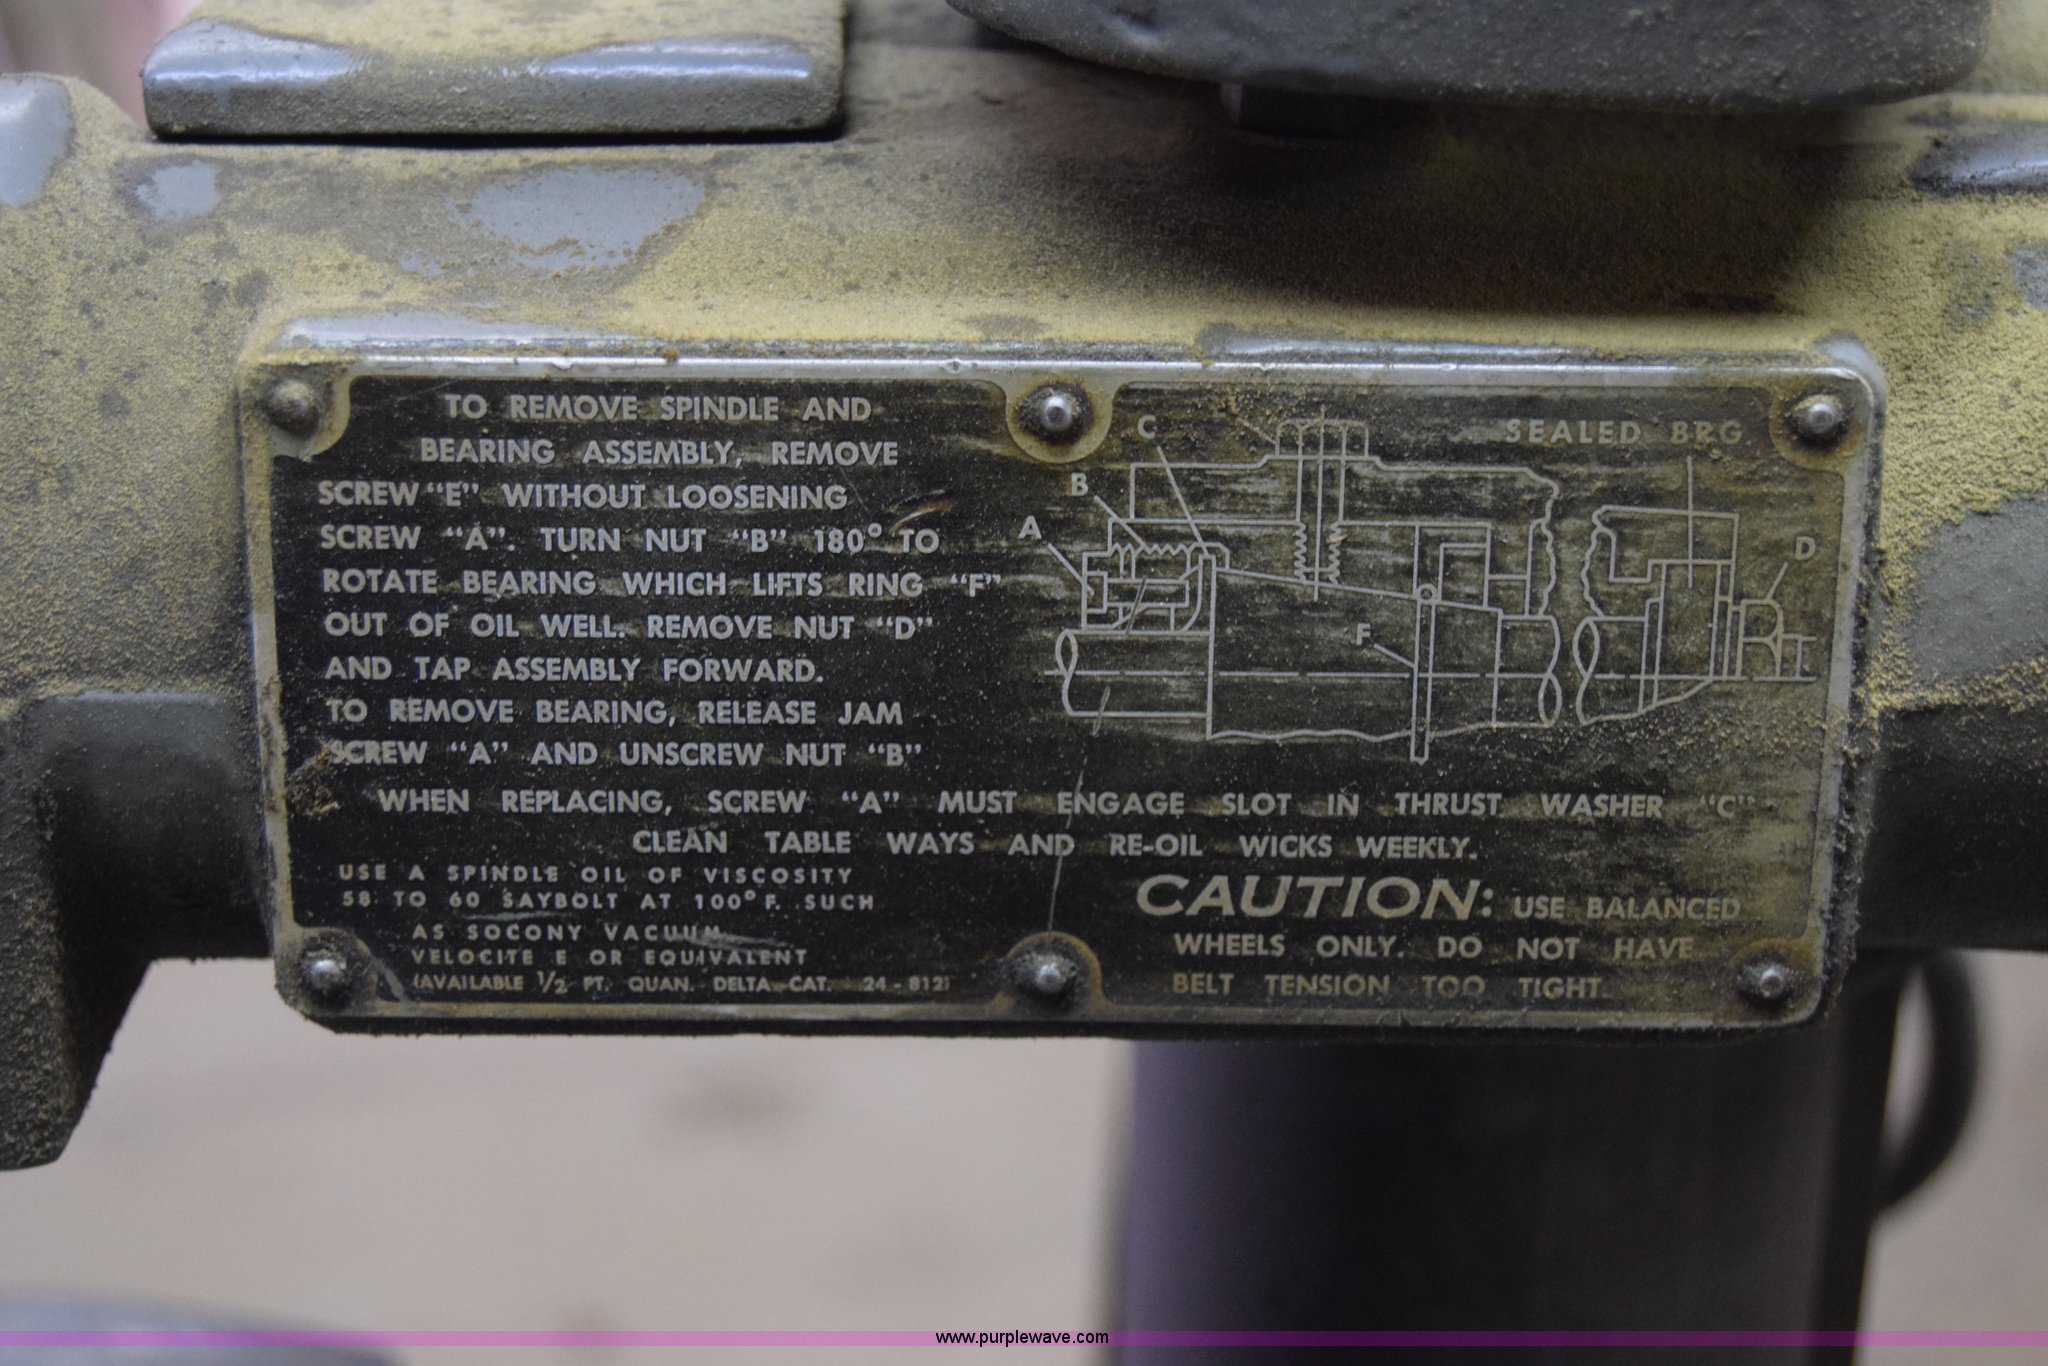 TO REMOVE SPINDLE AND
BEARING ASSEMBLY, REMOVE
SCREW "E" WITHOUT LOOSENING
SCREW "A". TURN NUT "B" 180° TO
ROTATE BEARING WHICH LIFTS RING "F"
OUT OF OIL WELL. REMOVE NUT "D"
AND TAP ASSEMBLY FORWARD.
TO REMOVE BEARING, RELEASE JAM
SCREW "A" AND UNSCREW NUT "B"
C
SEALED BRG
B
A
D
F
WHEN REPLACING, SCREW "A" MUST ENGAGE SLOT IN THRUST WASHER "C"
CLEAN TABLE WAYS AND RE-OIL WICKS WEEKLY.
USE A SPINDLE OIL OF VISCOSITY
58 TO 60 SAYBOLT AT 100° F. SUCH
AS SOCONY VACUUM
VELOCITE E OR EQUIVALENT
(AVAILABLE 1/2 PT. QUAN. DELTA CAT. 24-812)
CAUTION: USE BALANCED
WHEELS ONLY. DO NOT HAVE
BELT TENSION TOO TIGHT.
www.purplewave.com